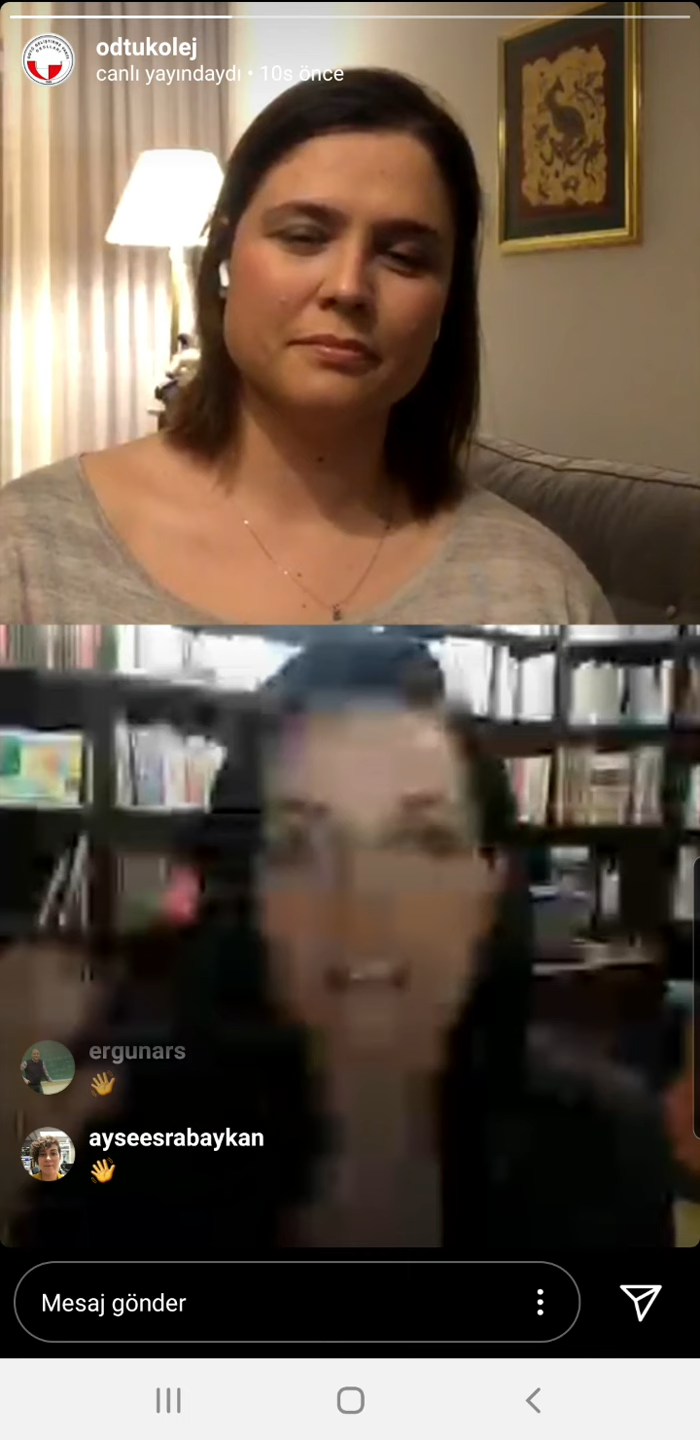 odtukolej
canlı yayındaydı • 10s önce
ergunars
👋
ayseesrabaykan
👋
Mesaj gönder